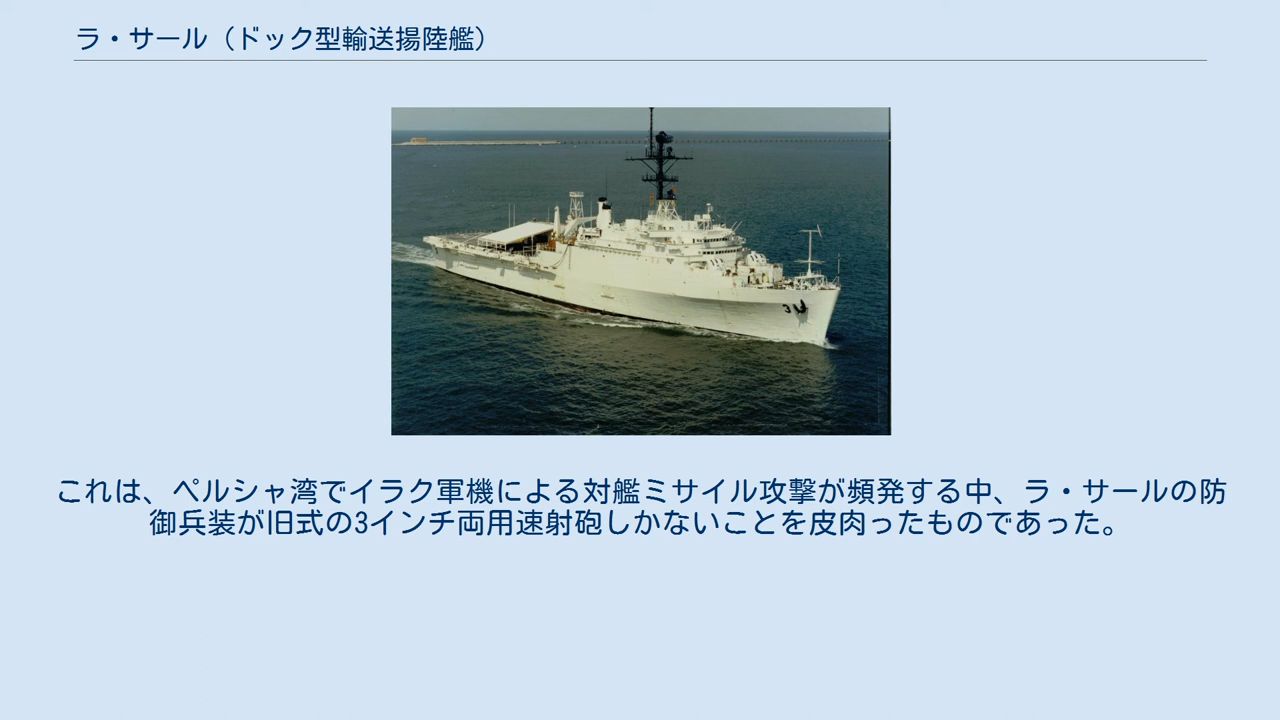 ラ・サール（ドック型輸送揚陸艦）
これは、ペルシャ湾でイラク軍機による対艦ミサイル攻撃が頻発する中、ラ・サールの防
御兵装が旧式の3インチ両用速射砲しかないことを皮肉ったものであった。